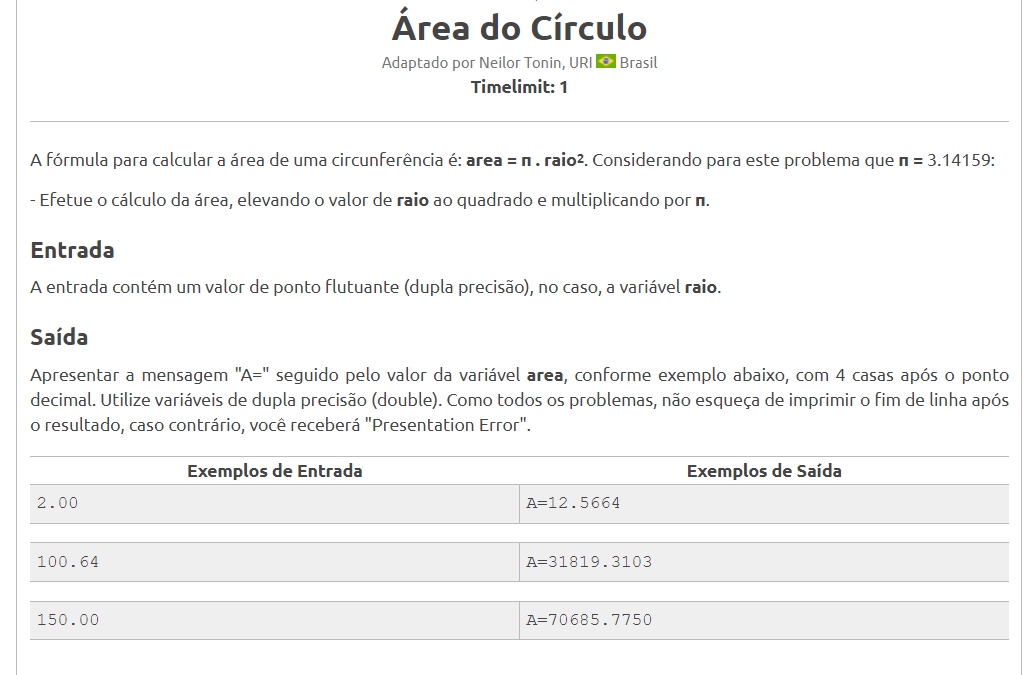 Área do Círculo
Adaptado por Neilor Tonin, URI Brasil
Timelimit: 1
A fórmula para calcular a área de uma circunferência é: area = π . raio². Considerando para este problema que π = 3.14159:
- Efetue o cálculo da área, elevando o valor de raio ao quadrado e multiplicando por π.
Entrada
A entrada contém um valor de ponto flutuante (dupla precisão), no caso, a variável raio.
Saída
Apresentar a mensagem "A=" seguido pelo valor da variável area, conforme exemplo abaixo, com 4 casas após o ponto
decimal. Utilize variáveis de dupla precisão (double). Como todos os problemas, não esqueça de imprimir o fim de linha após
o resultado, caso contrário, você receberá "Presentation Error".
Exemplos de Entrada Exemplos de Saída
2.00 A=12.5664
100.64 A=31819.3103
150.00 A=70685.7750